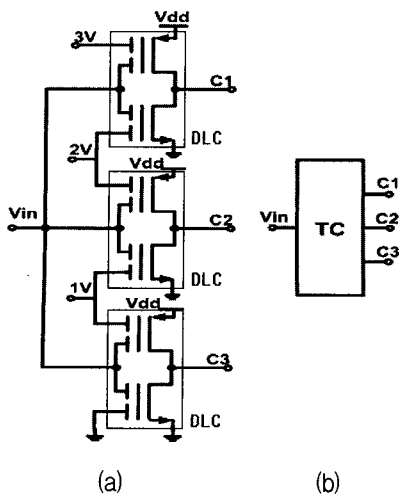 Vdd
3V
C1
DLC
2V
Vdd
Vin
C2
DLC
1V
Vdd
C3
DLC
(a)
C1
Vin
TC
C2
C3
(b)